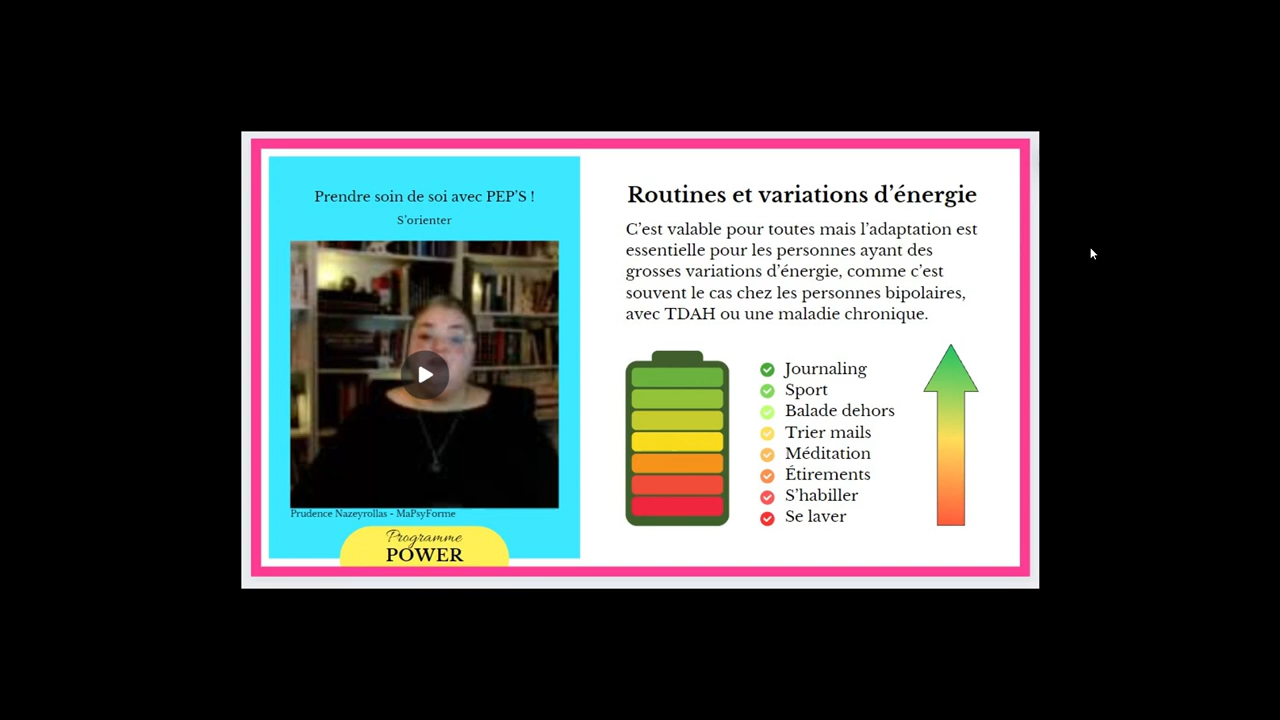 Prendre soin de soi avec PEP'S !
S'orienter
Prudence Nazeyrollas - MaPsyForme
Programme
POWER
Routines et variations d'énergie
C'est valable pour toutes mais l'adaptation est
essentielle pour les personnes ayant des
grosses variations d'énergie, comme c'est
souvent le cas chez les personnes bipolaires,
avec TDAH ou une maladie chronique.
Journaling
Sport
Balade dehors
Trier mails
Méditation
Étirements
S'habiller
Se laver